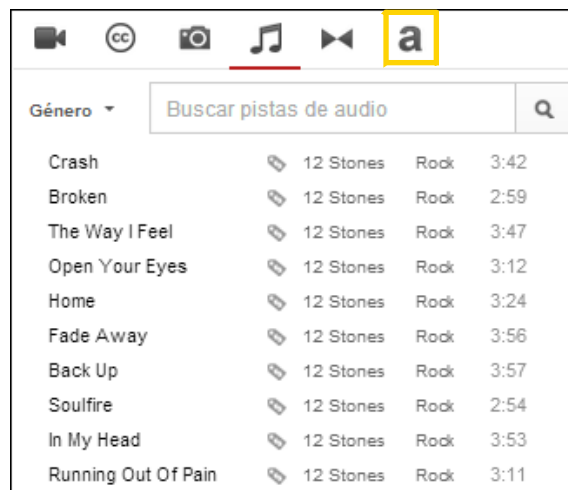 cc a
Género Buscar pistas de audio
Crash 12 Stones Rock 3:42
Broken 12 Stones Rock 2:59
The Way I Feel 12 Stones Rock 3:47
Open Your Eyes 12 Stones Rock 3:12
Home 12 Stones Rock 3:24
Fade Away 12 Stones Rock 3:56
Back Up 12 Stones Rock 3:57
Soulfire 12 Stones Rock 2:54
In My Head 12 Stones Rock 3:53
Running Out Of Pain 12 Stones Rock 3:11